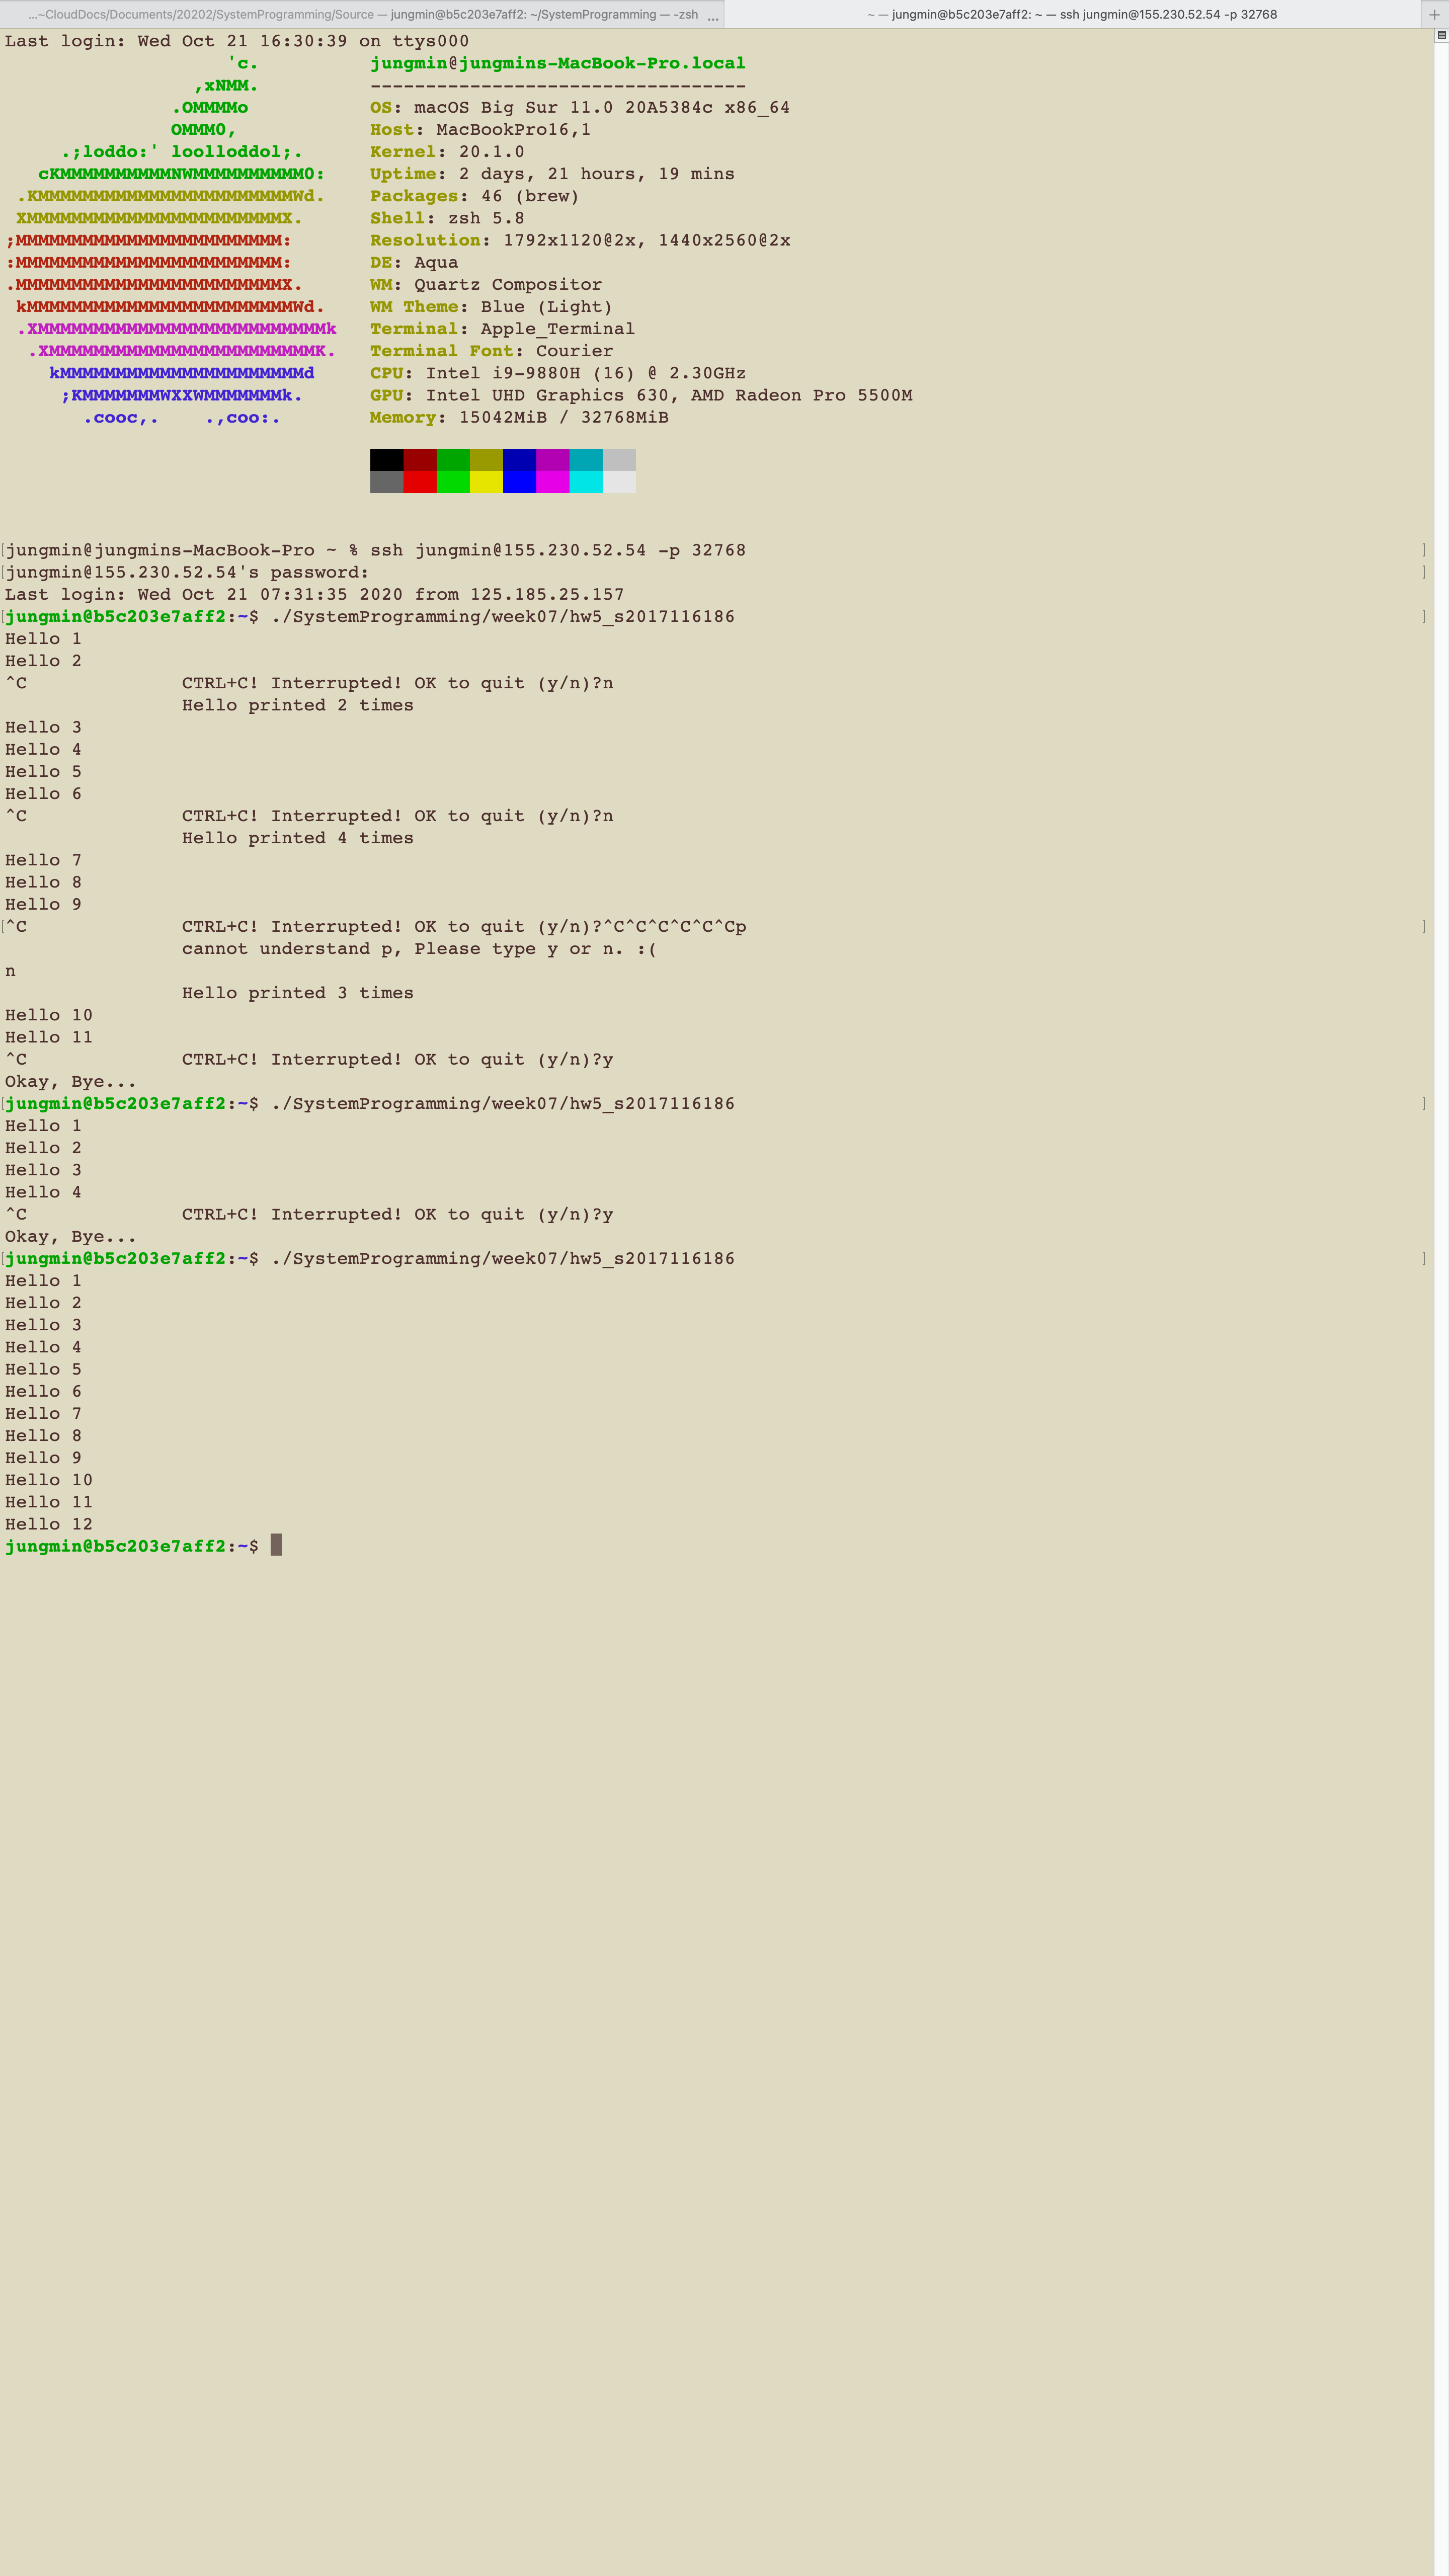 ...~CloudDocs/Documents/20202/SystemProgramming/Source — jungmin@b5c203e7aff2: ~/SystemProgramming — -zsh ...
~ — jungmin@b5c203e7aff2: ~ — ssh jungmin@155.230.52.54 -p 32768
Last login: Wed Oct 21 16:30:39 on ttys000
'c. jungmin@jungmins-MacBook-Pro.local
,xNMM. ----------------------------------
.OMMMMo OS: macOS Big Sur 11.0 20A5384c x86_64
OMMM0, Host: MacBookPro16,1
.;loddo:' loolloddol;. Kernel: 20.1.0
cKMMMMMMMMMMNWMMMMMMMMMM0: Uptime: 2 days, 21 hours, 19 mins
.KMMMMMMMMMMMMMMMMMMMMMMMWd. Packages: 46 (brew)
XMMMMMMMMMMMMMMMMMMMMMMMX. Shell: zsh 5.8
;MMMMMMMMMMMMMMMMMMMMMMMM: Resolution: 1792x1120@2x, 1440x2560@2x
:MMMMMMMMMMMMMMMMMMMMMMMM: DE: Aqua
.MMMMMMMMMMMMMMMMMMMMMMMMX. WM: Quartz Compositor
kMMMMMMMMMMMMMMMMMMMMMMMMWd. WM Theme: Blue (Light)
.XMMMMMMMMMMMMMMMMMMMMMMMMMMk Terminal: Apple_Terminal
.XMMMMMMMMMMMMMMMMMMMMMMMMK. Terminal Font: Courier
kMMMMMMMMMMMMMMMMMMMMMMd CPU: Intel i9-9880H (16) @ 2.30GHz
;KMMMMMMMWXXWMMMMMMMk. GPU: Intel UHD Graphics 630, AMD Radeon Pro 5500M
.cooc,. .,coo:. Memory: 15042MiB / 32768MiB
[jungmin@jungmins-MacBook-Pro ~ % ssh jungmin@155.230.52.54 -p 32768 ]
[jungmin@155.230.52.54's password: ]
Last login: Wed Oct 21 07:31:35 2020 from 125.185.25.157
[jungmin@b5c203e7aff2:~$ ./SystemProgramming/week07/hw5_s2017116186 ]
Hello 1
Hello 2
^C CTRL+C! Interrupted! OK to quit (y/n)?n
Hello printed 2 times
Hello 3
Hello 4
Hello 5
Hello 6
^C CTRL+C! Interrupted! OK to quit (y/n)?n
Hello printed 4 times
Hello 7
Hello 8
Hello 9
[^C CTRL+C! Interrupted! OK to quit (y/n)?^C^C^C^C^C^Cp ]
cannot understand p, Please type y or n. :(
n
Hello printed 3 times
Hello 10
Hello 11
^C CTRL+C! Interrupted! OK to quit (y/n)?y
Okay, Bye...
[jungmin@b5c203e7aff2:~$ ./SystemProgramming/week07/hw5_s2017116186 ]
Hello 1
Hello 2
Hello 3
Hello 4
^C CTRL+C! Interrupted! OK to quit (y/n)?y
Okay, Bye...
[jungmin@b5c203e7aff2:~$ ./SystemProgramming/week07/hw5_s2017116186 ]
Hello 1
Hello 2
Hello 3
Hello 4
Hello 5
Hello 6
Hello 7
Hello 8
Hello 9
Hello 10
Hello 11
Hello 12
jungmin@b5c203e7aff2:~$